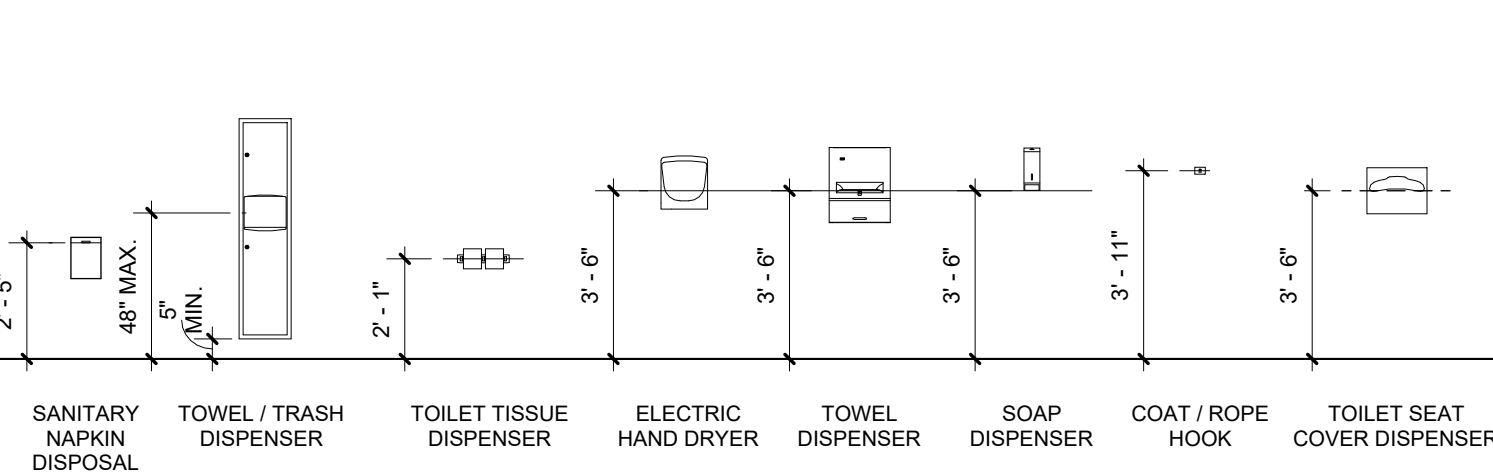 2' - 5"
48" MAX.
5"
MIN.
2' - 1"
3' - 6"
3' - 6"
3' - 6"
3' - 11"
3' - 6"
SANITARY
NAPKIN
DISPOSAL
TOWEL / TRASH
DISPENSER
TOILET TISSUE
DISPENSER
ELECTRIC
HAND DRYER
TOWEL
DISPENSER
SOAP
DISPENSER
COAT / ROPE
HOOK
TOILET SEAT
COVER DISPENSER